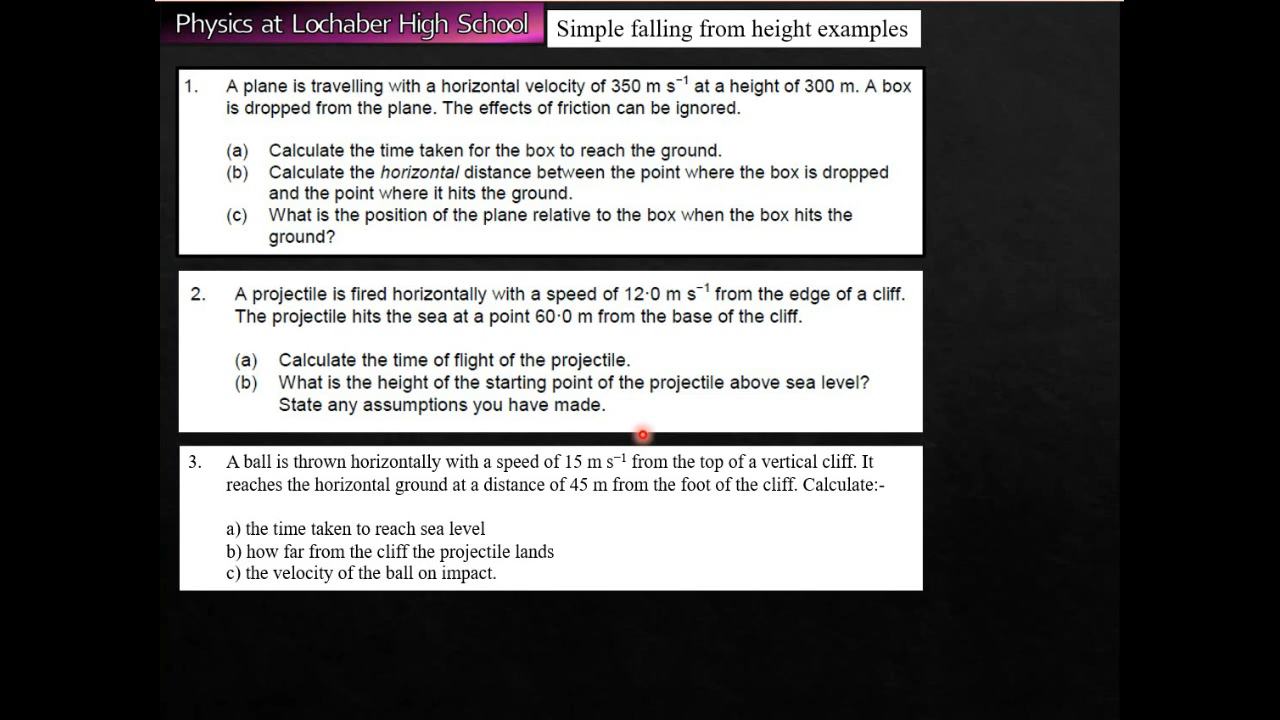 Physics at Lochaber High School
Simple falling from height examples
1. A plane is travelling with a horizontal velocity of 350 m s⁻¹ at a height of 300 m. A box
is dropped from the plane. The effects of friction can be ignored.
(a) Calculate the time taken for the box to reach the ground.
(b) Calculate the horizontal distance between the point where the box is dropped
and the point where it hits the ground.
(c) What is the position of the plane relative to the box when the box hits the
ground?
2. A projectile is fired horizontally with a speed of 12·0 m s⁻¹ from the edge of a cliff.
The projectile hits the sea at a point 60·0 m from the base of the cliff.
(a) Calculate the time of flight of the projectile.
(b) What is the height of the starting point of the projectile above sea level?
State any assumptions you have made.
3. A ball is thrown horizontally with a speed of 15 m s⁻¹ from the top of a vertical cliff. It
reaches the horizontal ground at a distance of 45 m from the foot of the cliff. Calculate:-
a) the time taken to reach sea level
b) how far from the cliff the projectile lands
c) the velocity of the ball on impact.